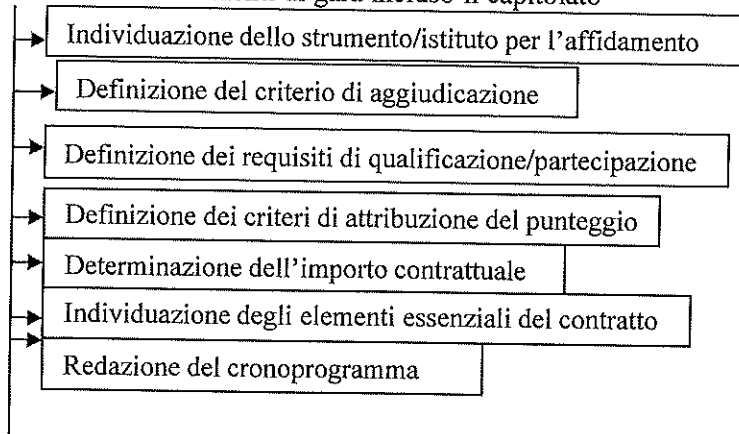 di gara incluso il capitolato
Individuazione dello strumento/istituto per l'affidamento
Definizione del criterio di aggiudicazione
Definizione dei requisiti di qualificazione/partecipazione
Definizione dei criteri di attribuzione del punteggio
Determinazione dell'importo contrattuale
Individuazione degli elementi essenziali del contratto
Redazione del cronoprogramma